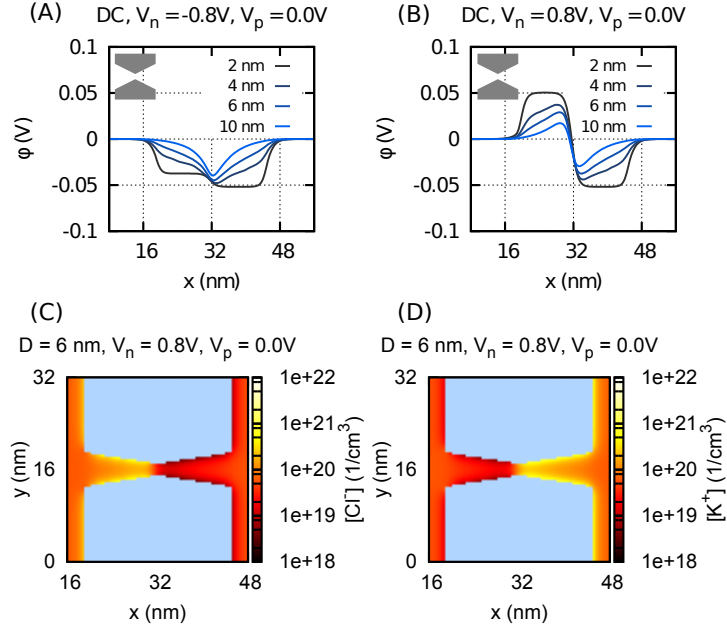 (A)
DC, V_n = -0.8V, V_p = 0.0V
0.1
0.05
0
-0.05
-0.1
φ (V)
2 nm
4 nm
6 nm
10 nm
16 32 48
x (nm)
(B)
DC, V_n = 0.8V, V_p = 0.0V
0.1
0.05
0
-0.05
-0.1
φ (V)
2 nm
4 nm
6 nm
10 nm
16 32 48
x (nm)
(C)
D = 6 nm, V_n = 0.8V, V_p = 0.0V
32
16
0
y (nm)
16 32 48
x (nm)
1e+22
1e+21
1e+20
1e+19
1e+18
[Cl⁻] (1/cm³)
(D)
D = 6 nm, V_n = 0.8V, V_p = 0.0V
32
16
0
y (nm)
16 32 48
x (nm)
1e+22
1e+21
1e+20
1e+19
1e+18
[K⁺] (1/cm³)